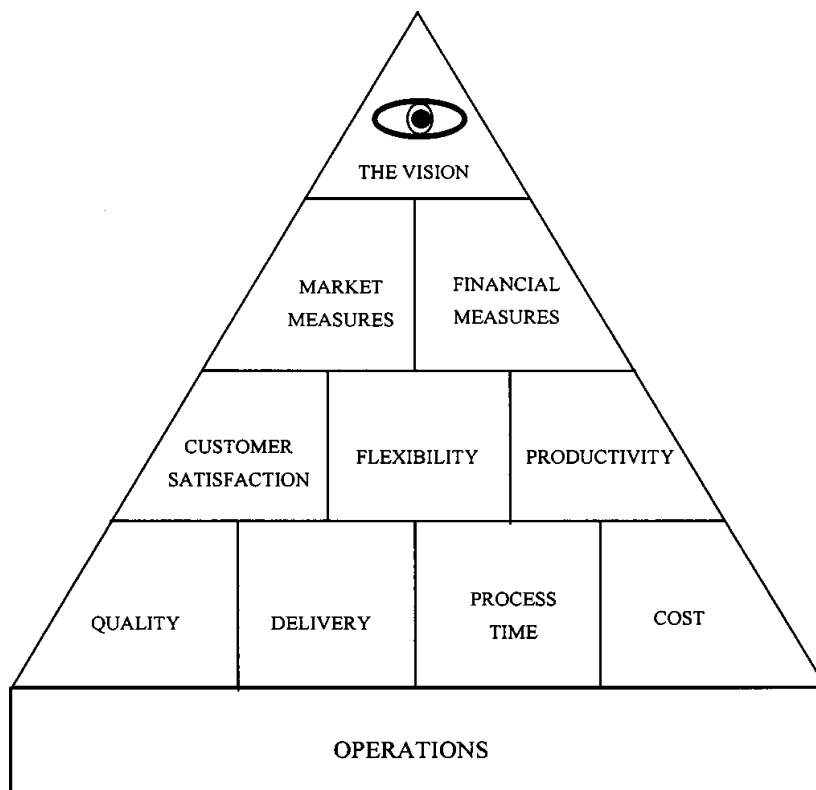 THE VISION
MARKET
MEASURES
FINANCIAL
MEASURES
CUSTOMER
SATISFACTION
FLEXIBILITY
PRODUCTIVITY
QUALITY
DELIVERY
PROCESS
TIME
COST
OPERATIONS